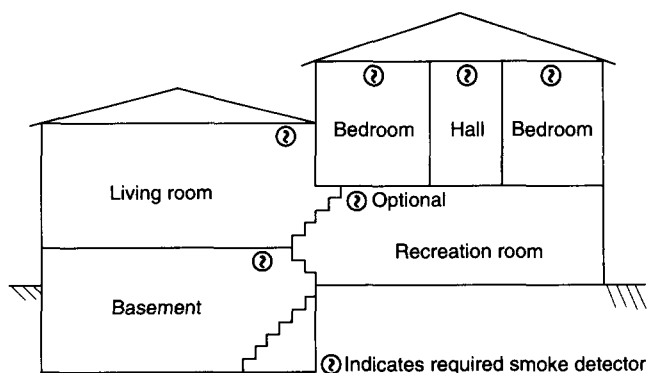 Bedroom
Hall
Bedroom
Living room
Optional
Recreation room
Basement
Indicates required smoke detector